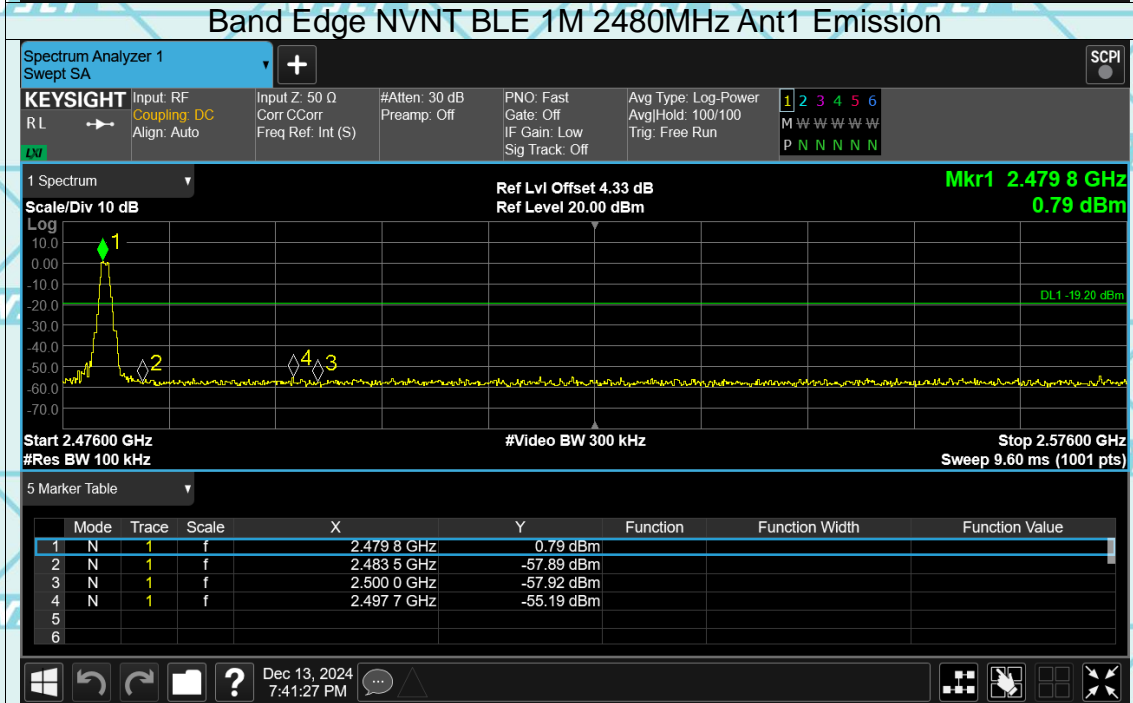 Band Edge NVNT BLE 1M 2480MHz Ant1 Emission
Spectrum Analyzer 1
Swept SA
+
SCPI
KEYSIGHT
RL
LXI
Input: RF
Coupling: DC
Align: Auto
Input Z: 50 Ω
Corr CCorr
Freq Ref: Int (S)
#Atten: 30 dB
Preamp: Off
PNO: Fast
Gate: Off
IF Gain: Low
Sig Track: Off
Avg Type: Log-Power
Avg|Hold: 100/100
Trig: Free Run
1 2 3 4 5 6
M W W W W W
P N N N N N
1 Spectrum
Scale/Div 10 dB
Ref Lvl Offset 4.33 dB
Ref Level 20.00 dBm
Mkr1 2.479 8 GHz
0.79 dBm
Log
10.0
0.00
-10.0
-20.0
-30.0
-40.0
-50.0
-60.0
-70.0
1
2
4
3
DL1 -19.20 dBm
Start 2.47600 GHz
#Res BW 100 kHz
#Video BW 300 kHz
Stop 2.57600 GHz
Sweep 9.60 ms (1001 pts)
5 Marker Table
Mode Trace Scale X Y Function Function Width Function Value
1 N 1 f 2.479 8 GHz 0.79 dBm
2 N 1 f 2.483 5 GHz -57.89 dBm
3 N 1 f 2.500 0 GHz -57.92 dBm
4 N 1 f 2.497 7 GHz -55.19 dBm
5
6
?
Dec 13, 2024
7:41:27 PM